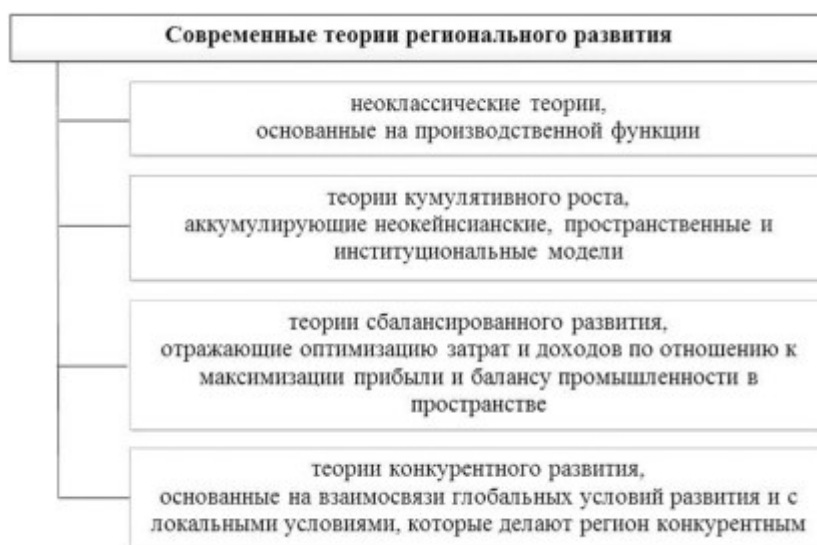 Современные теории регионального развития
неоклассические теории,
основанные на производственной функции
теории кумулятивного роста,
аккумулирующие неокейнсианские, пространственные и
институциональные модели
теории сбалансированного развития,
отражающие оптимизацию затрат и доходов по отношению к
максимизации прибыли и балансу промышленности в
пространстве
теории конкурентного развития,
основанные на взаимосвязи глобальных условий развития и с
локальными условиями, которые делают регион конкурентным